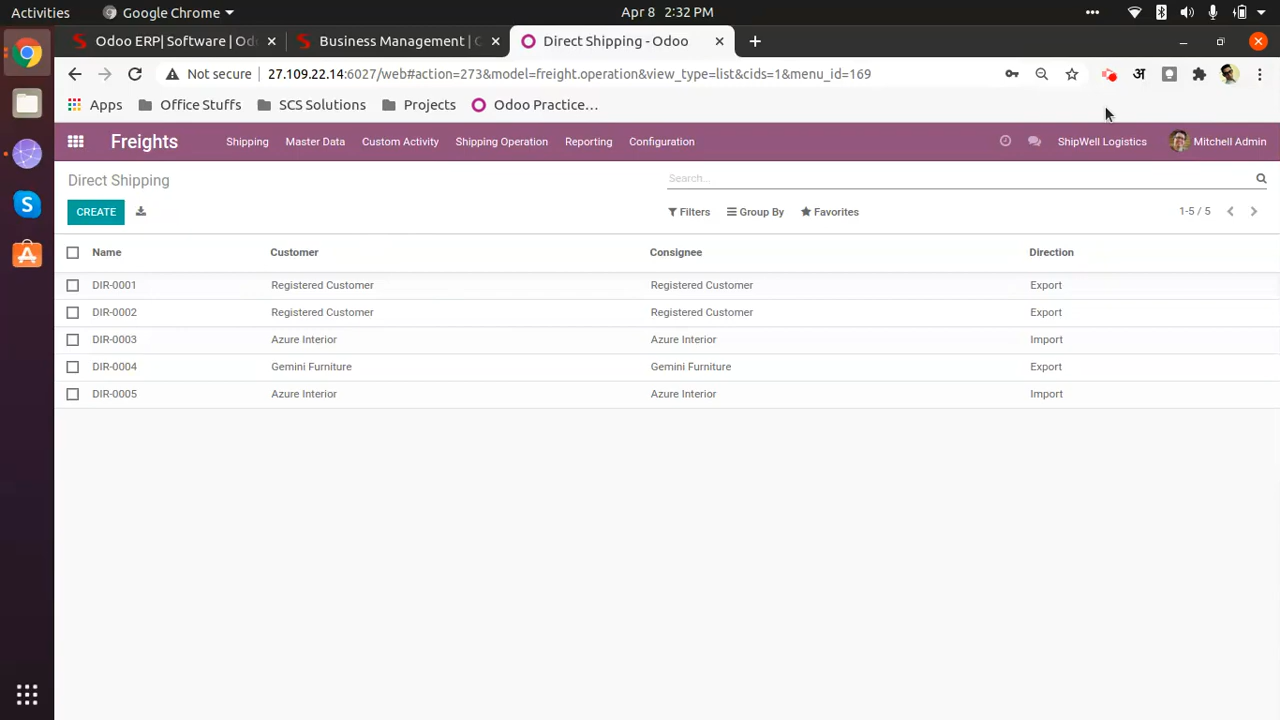 Activities Google Chrome Apr 8 2:32 PM
Odoo ERP| Software | Od Business Management | C Direct Shipping - Odoo
Not secure 27.109.22.14:6027/web#action=273&model=freight.operation&view_type=list&cids=1&menu_id=169 अ
Apps Office Stuffs SCS Solutions Projects Odoo Practice...
Freights Shipping Master Data Custom Activity Shipping Operation Reporting Configuration ShipWell Logistics Mitchell Admin
Direct Shipping Search...
CREATE Filters Group By Favorites 1-5 / 5
Name Customer Consignee Direction
DIR-0001 Registered Customer Registered Customer Export
DIR-0002 Registered Customer Registered Customer Export
DIR-0003 Azure Interior Azure Interior Import
DIR-0004 Gemini Furniture Gemini Furniture Export
DIR-0005 Azure Interior Azure Interior Import